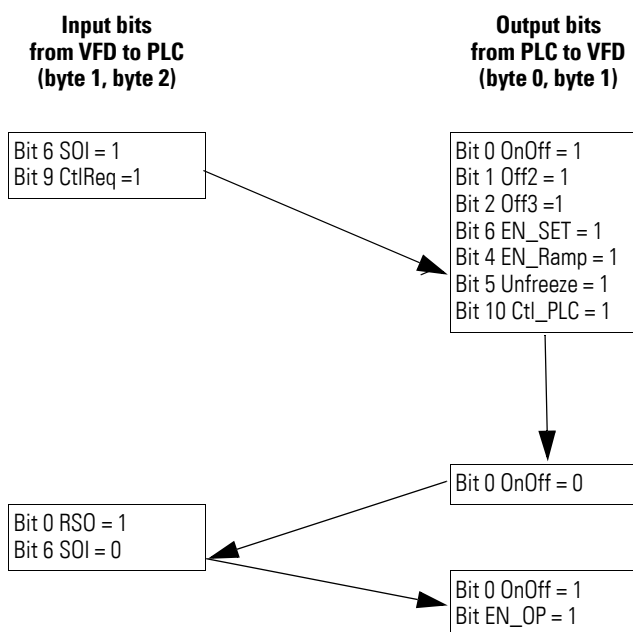 Input bits
from VFD to PLC
(byte 1, byte 2)
Output bits
from PLC to VFD
(byte 0, byte 1)
Bit 6 SOI = 1
Bit 9 CtlReq =1
Bit 0 OnOff = 1
Bit 1 Off2 = 1
Bit 2 Off3 =1
Bit 6 EN_SET = 1
Bit 4 EN_Ramp = 1
Bit 5 Unfreeze = 1
Bit 10 Ctl_PLC = 1
Bit 0 OnOff = 0
Bit 0 RSO = 1
Bit 6 SOI = 0
Bit 0 OnOff = 1
Bit EN_OP = 1